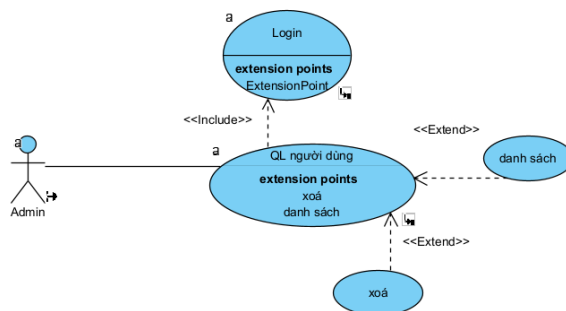 a
Login
extension points
ExtensionPoint
<<Include>>
<<Extend>>
a
Admin
a
QL người dùng
extension points
xoá
danh sách
danh sách
<<Extend>>
xoá